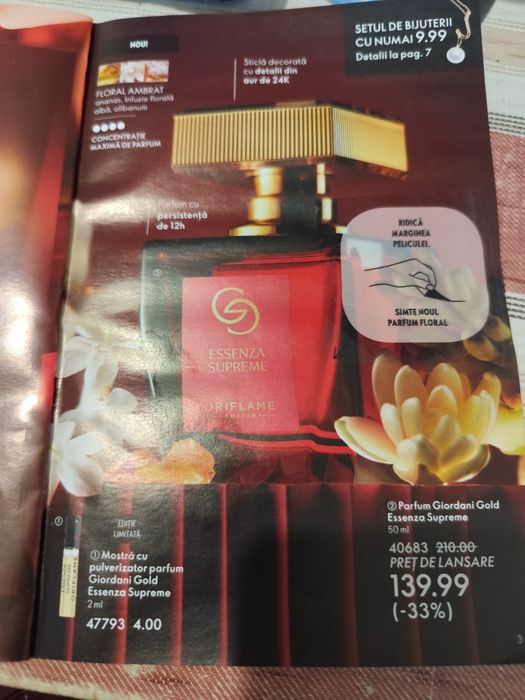 NOU!
FLORAL AMBRAT
ananas, infuzie florală
albă, olibanum
CONCENTRAȚIE
MAXIMĂ DE PARFUM
Sticlă decorată
cu detalii din
aur de 24K
SETUL DE BIJUTERII
CU NUMAI 9.99
Detalii la pag. 7
Parfum cu
persistență
de 12h
RIDICĂ
MARGINEA
PELICULEI.
SIMTE NOUL
PARFUM FLORAL
②
ESSENZA
SUPREME
ORIFLAME
SWEDEN
①
EDIȚIE
LIMITATĂ
① Mostră cu
pulverizator parfum
Giordani Gold
Essenza Supreme
2 ml
47793 4.00
② Parfum Giordani Gold
Essenza Supreme
50 ml
40683 210.00
PREȚ DE LANSARE
139.99
(-33%)
3